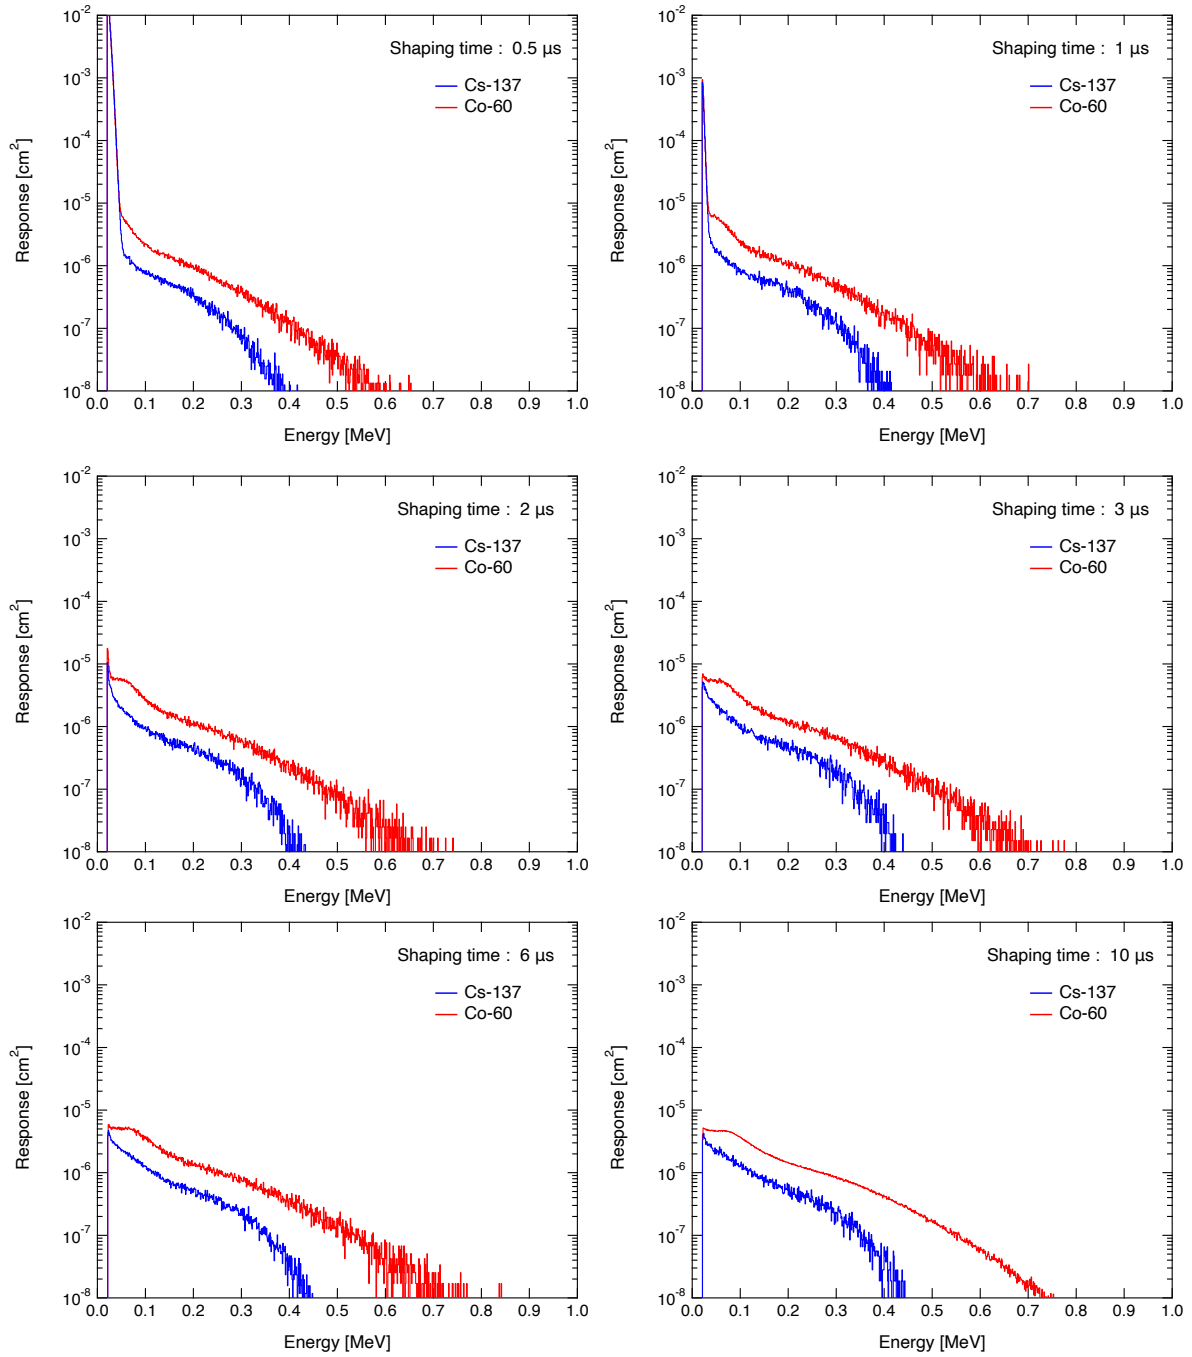 Shaping time : 0.5 µs
Cs-137
Co-60
Response [cm²]
10⁻²
10⁻³
10⁻⁴
10⁻⁵
10⁻⁶
10⁻⁷
10⁻⁸
0.0 0.1 0.2 0.3 0.4 0.5 0.6 0.7 0.8 0.9 1.0
Energy [MeV]
Shaping time : 1 µs
Cs-137
Co-60
Response [cm²]
10⁻²
10⁻³
10⁻⁴
10⁻⁵
10⁻⁶
10⁻⁷
10⁻⁸
0.0 0.1 0.2 0.3 0.4 0.5 0.6 0.7 0.8 0.9 1.0
Energy [MeV]
Shaping time : 2 µs
Cs-137
Co-60
Response [cm²]
10⁻²
10⁻³
10⁻⁴
10⁻⁵
10⁻⁶
10⁻⁷
10⁻⁸
0.0 0.1 0.2 0.3 0.4 0.5 0.6 0.7 0.8 0.9 1.0
Energy [MeV]
Shaping time : 3 µs
Cs-137
Co-60
Response [cm²]
10⁻²
10⁻³
10⁻⁴
10⁻⁵
10⁻⁶
10⁻⁷
10⁻⁸
0.0 0.1 0.2 0.3 0.4 0.5 0.6 0.7 0.8 0.9 1.0
Energy [MeV]
Shaping time : 6 µs
Cs-137
Co-60
Response [cm²]
10⁻²
10⁻³
10⁻⁴
10⁻⁵
10⁻⁶
10⁻⁷
10⁻⁸
0.0 0.1 0.2 0.3 0.4 0.5 0.6 0.7 0.8 0.9 1.0
Energy [MeV]
Shaping time : 10 µs
Cs-137
Co-60
Response [cm²]
10⁻²
10⁻³
10⁻⁴
10⁻⁵
10⁻⁶
10⁻⁷
10⁻⁸
0.0 0.1 0.2 0.3 0.4 0.5 0.6 0.7 0.8 0.9 1.0
Energy [MeV]